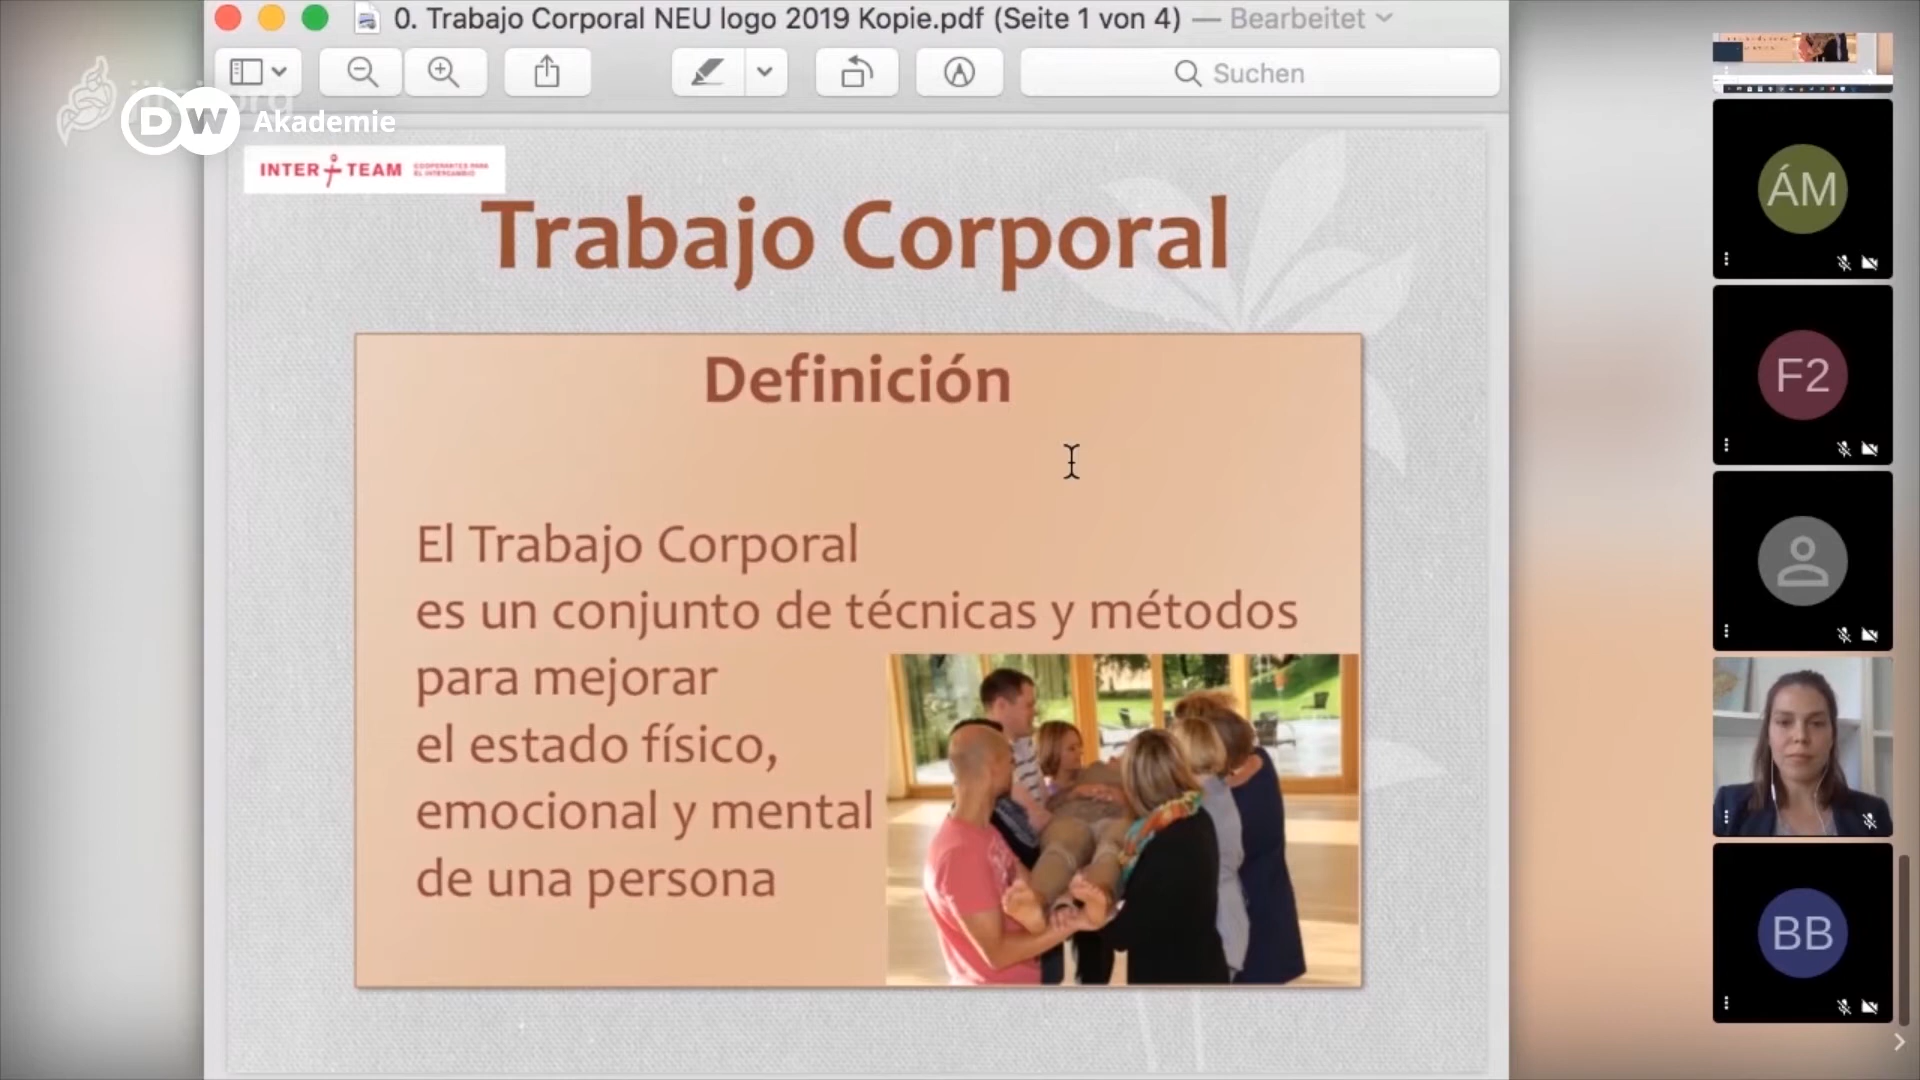 0. Trabajo Corporal NEU logo 2019 Kopie.pdf (Seite 1 von 4) — Bearbeitet
Suchen
DW Akademie
INTER TEAM COOPERANTES PARA
EL INTERCAMBIO
Trabajo Corporal
Definición
El Trabajo Corporal
es un conjunto de técnicas y métodos
para mejorar
el estado físico,
emocional y mental
de una persona
ÁM
F2
BB